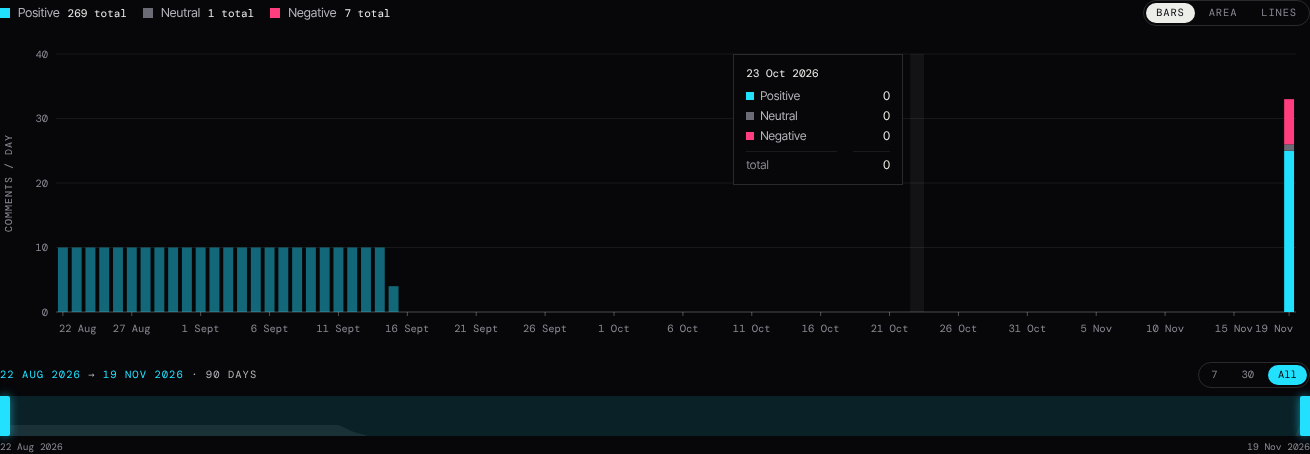 Positive 269 total Neutral 1 total Negative 7 total
BARS AREA LINES
COMMENTS / DAY
40
30
20
10
0
23 Oct 2026
Positive 0
Neutral 0
Negative 0
total 0
22 Aug 27 Aug 1 Sept 6 Sept 11 Sept 16 Sept 21 Sept 26 Sept 1 Oct 6 Oct 11 Oct 16 Oct 21 Oct 26 Oct 31 Oct 5 Nov 10 Nov 15 Nov 19 Nov
22 AUG 2026 → 19 NOV 2026 · 90 DAYS
7 30 All
22 Aug 2026 19 Nov 2026